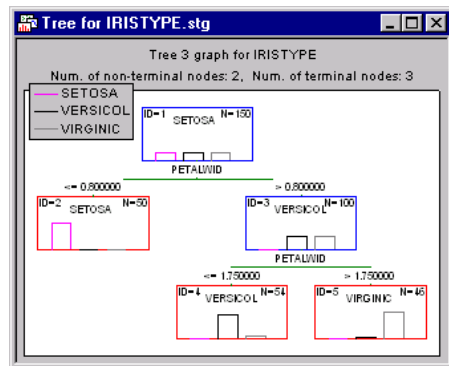 Tree for IRISTYPE.stg
Tree 3 graph for IRISTYPE
Num. of non-terminal nodes: 2, Num. of terminal nodes: 3
SETOSA
VERSICOL
VIRGINIC
ID=1 SETOSA N=150
PETALWID
<= 0.800000 > 0.800000
ID=2 SETOSA N=50
ID=3 VERSICOL N=100
PETALWID
<= 1.750000 > 1.750000
ID=4 VERSICOL N=54
ID=5 VIRGINIC N=46